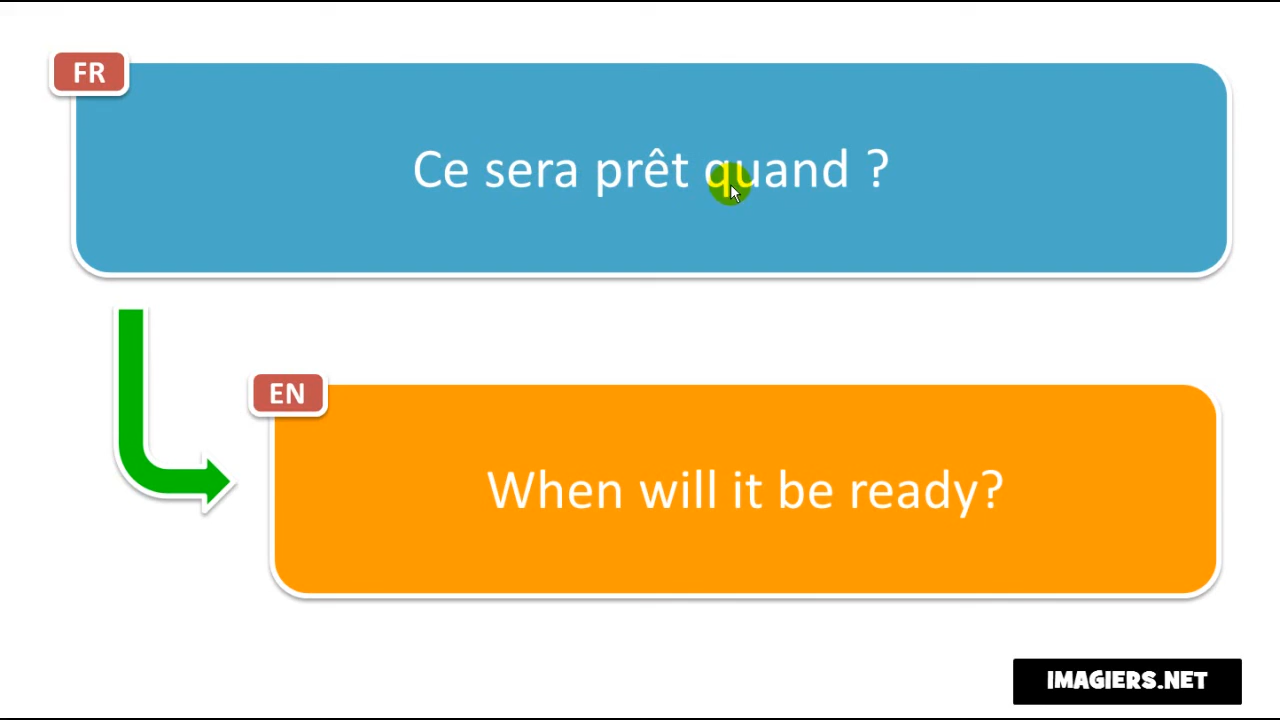 FR
Ce sera prêt quand ?
EN
When will it be ready?
IMAGIERS.NET